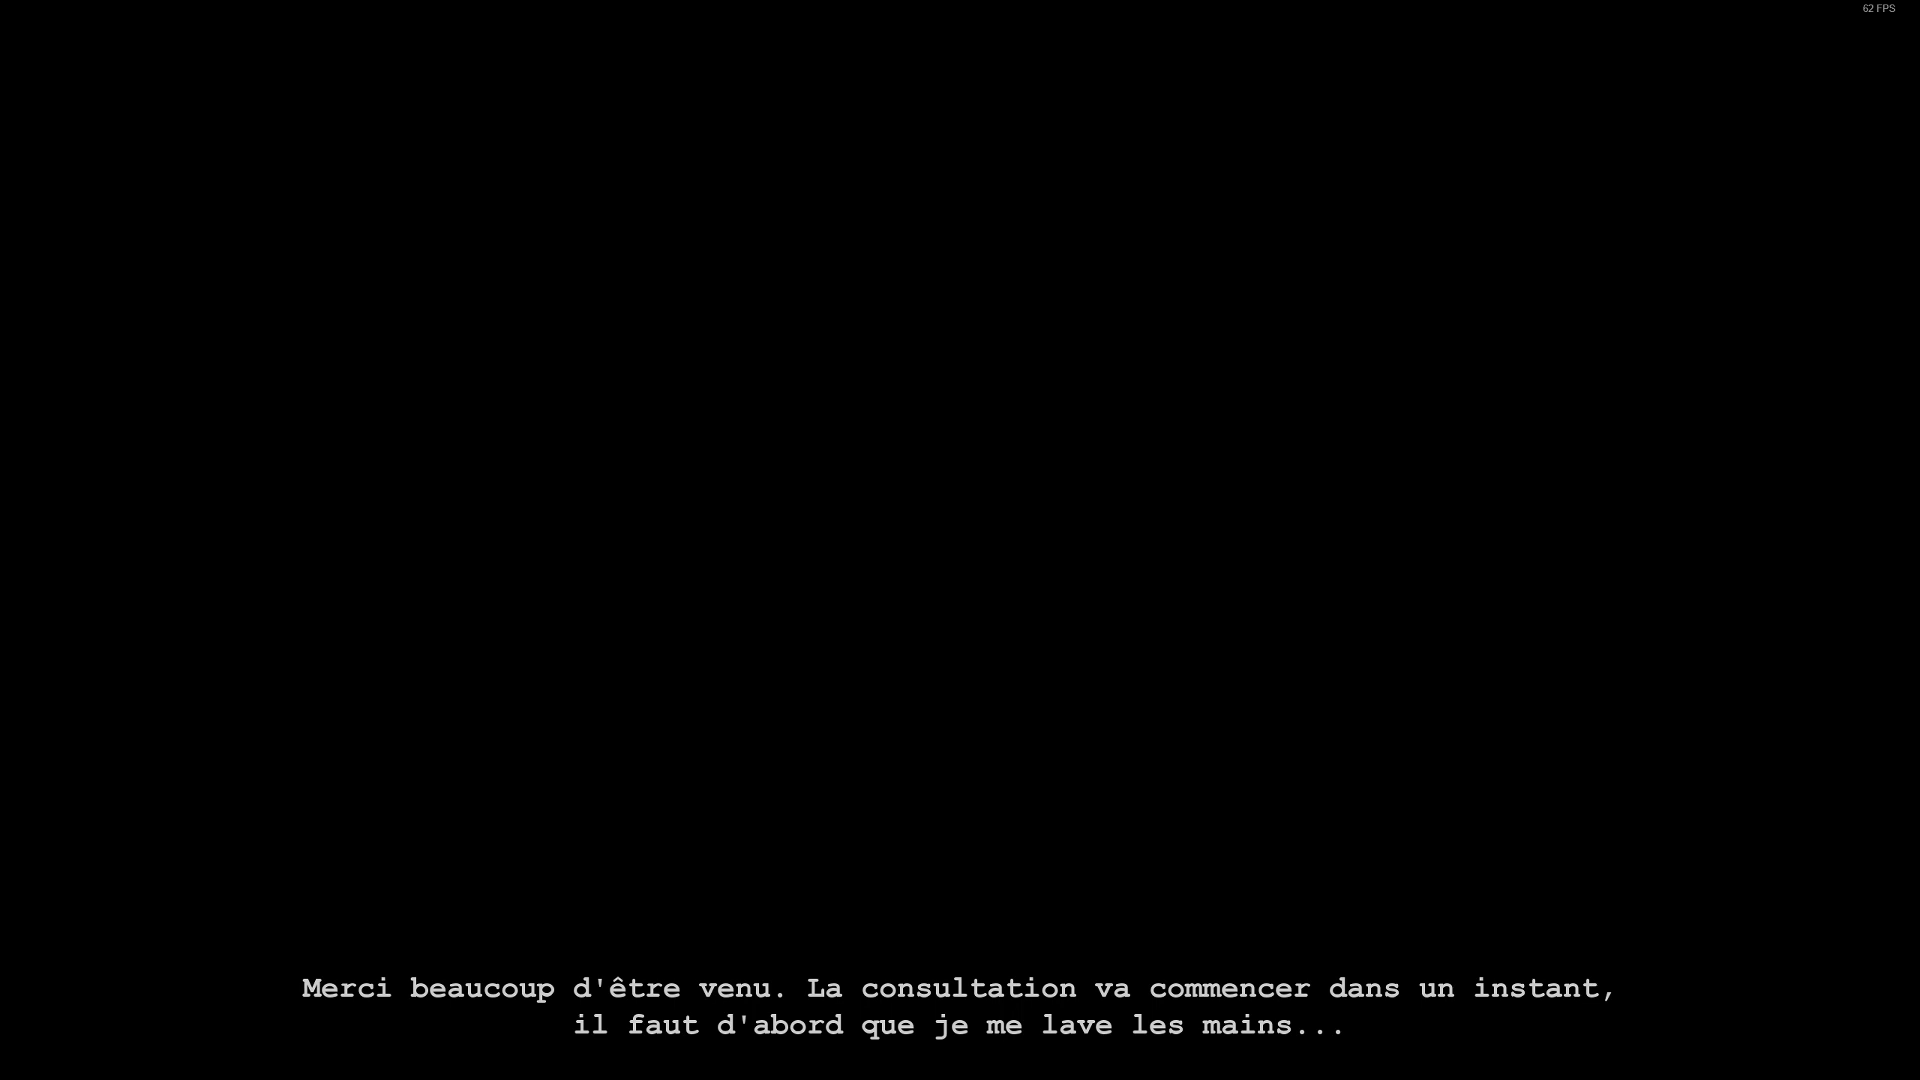 62 FPS
Merci beaucoup d'être venu. La consultation va commencer dans un instant,
il faut d'abord que je me lave les mains...